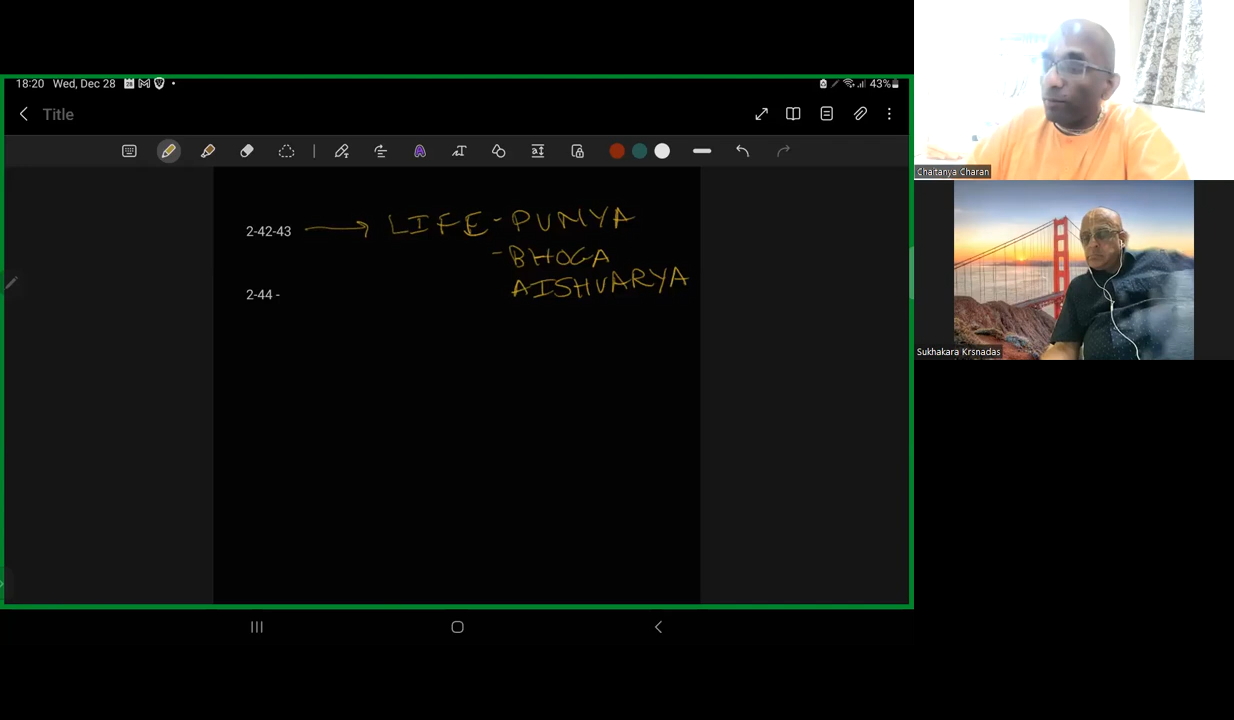 18:20 Wed, Dec 28
43%
Title
2-42-43 → LIFE - PUNYA
- BHOGA
AISHVARYA
2-44 -
Chaitanya Charan
Sukhakara Krsnadas